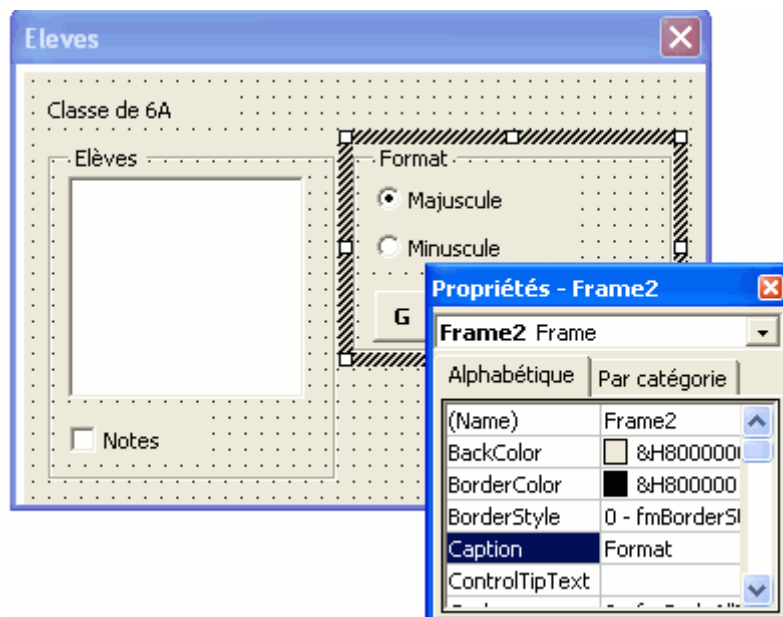 Eleves
Classe de 6A
Elèves
Format
Majuscule
Minuscule
G
Notes
Propriétés - Frame2
Frame2 Frame
Alphabétique Par catégorie
(Name) Frame2
BackColor &H8000000
BorderColor &H800000
BorderStyle 0 - fmBorderSt
Caption Format
ControlTipText